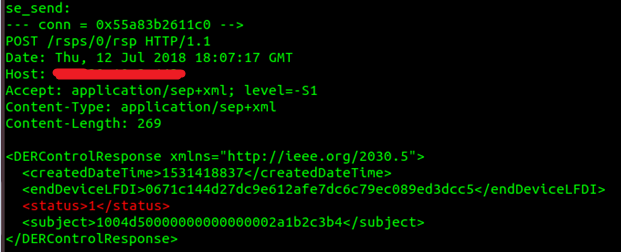 se_send:
--- conn = 0x55a83b2611c0 -->
POST /rsps/0/rsp HTTP/1.1
Date: Thu, 12 Jul 2018 18:07:17 GMT
Host:
Accept: application/sep+xml; level=-S1
Content-Type: application/sep+xml
Content-Length: 269

<DERControlResponse xmlns="http://ieee.org/2030.5">
  <createdDateTime>1531418837</createdDateTime>
  <endDeviceLFDI>0671c144d27dc9e612afe7dc6c79ec089ed3dcc5</endDeviceLFDI>
  <status>1</status>
  <subject>1004d50000000000000002a1b2c3b4</subject>
</DERControlResponse>